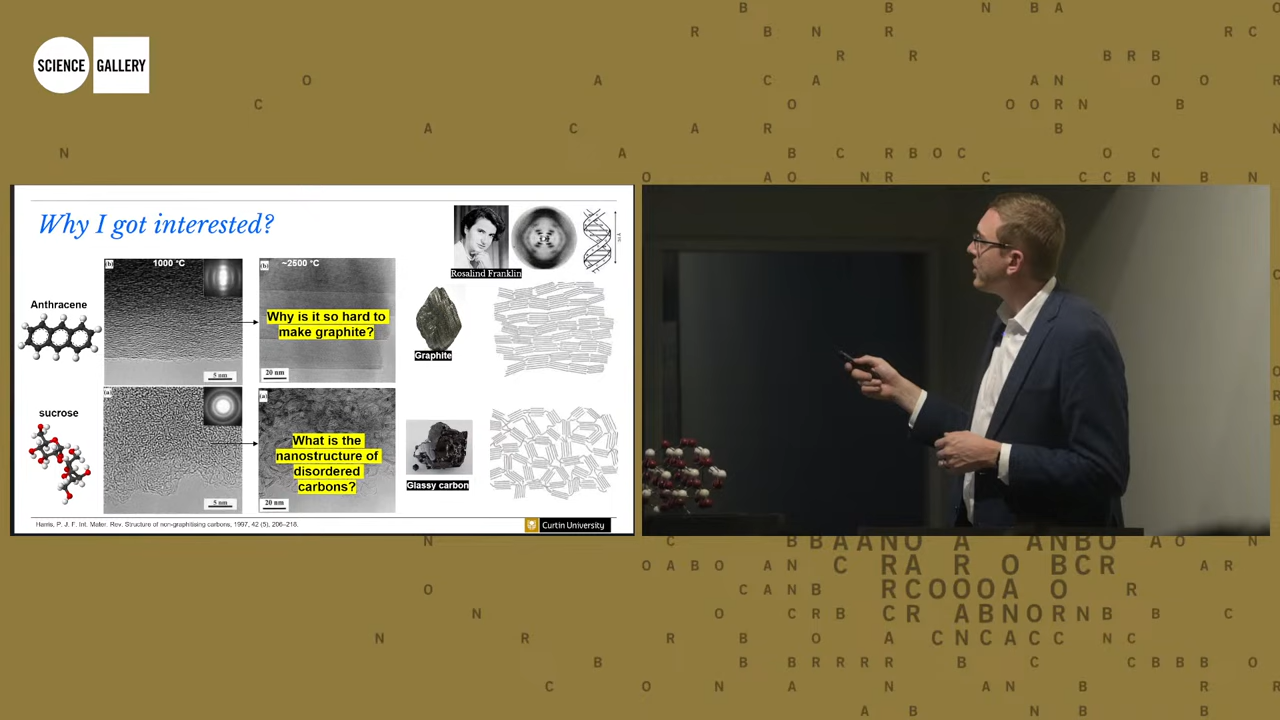 SCIENCE GALLERY
Why I got interested?
Rosalind Franklin
Anthracene
(b)
1000 °C
5 nm
(b)
~2500 °C
Why is it so hard to
make graphite?
20 nm
Graphite
sucrose
(a)
5 nm
(a)
What is the
nanostructure of
disordered
carbons?
20 nm
Glassy carbon
Harris, P. J. F. Int. Mater. Rev. Structure of non-graphitising carbons, 1997, 42 (5), 206–218.
Curtin University